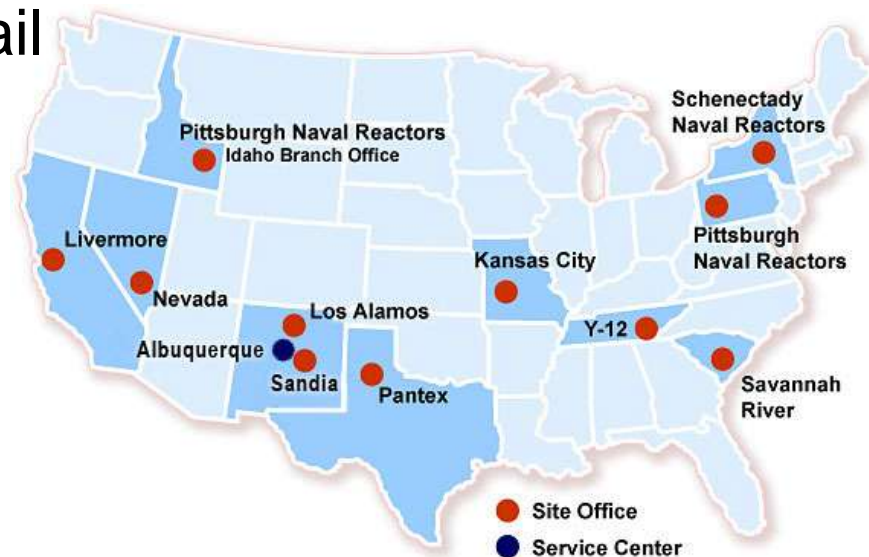 ail
Schenectady
Naval Reactors
Pittsburgh Naval Reactors
Idaho Branch Office
Livermore
Nevada
Kansas City
Pittsburgh
Naval Reactors
Los Alamos
Albuquerque
Sandia
Pantex
Y-12
Savannah
River
Site Office
Service Center